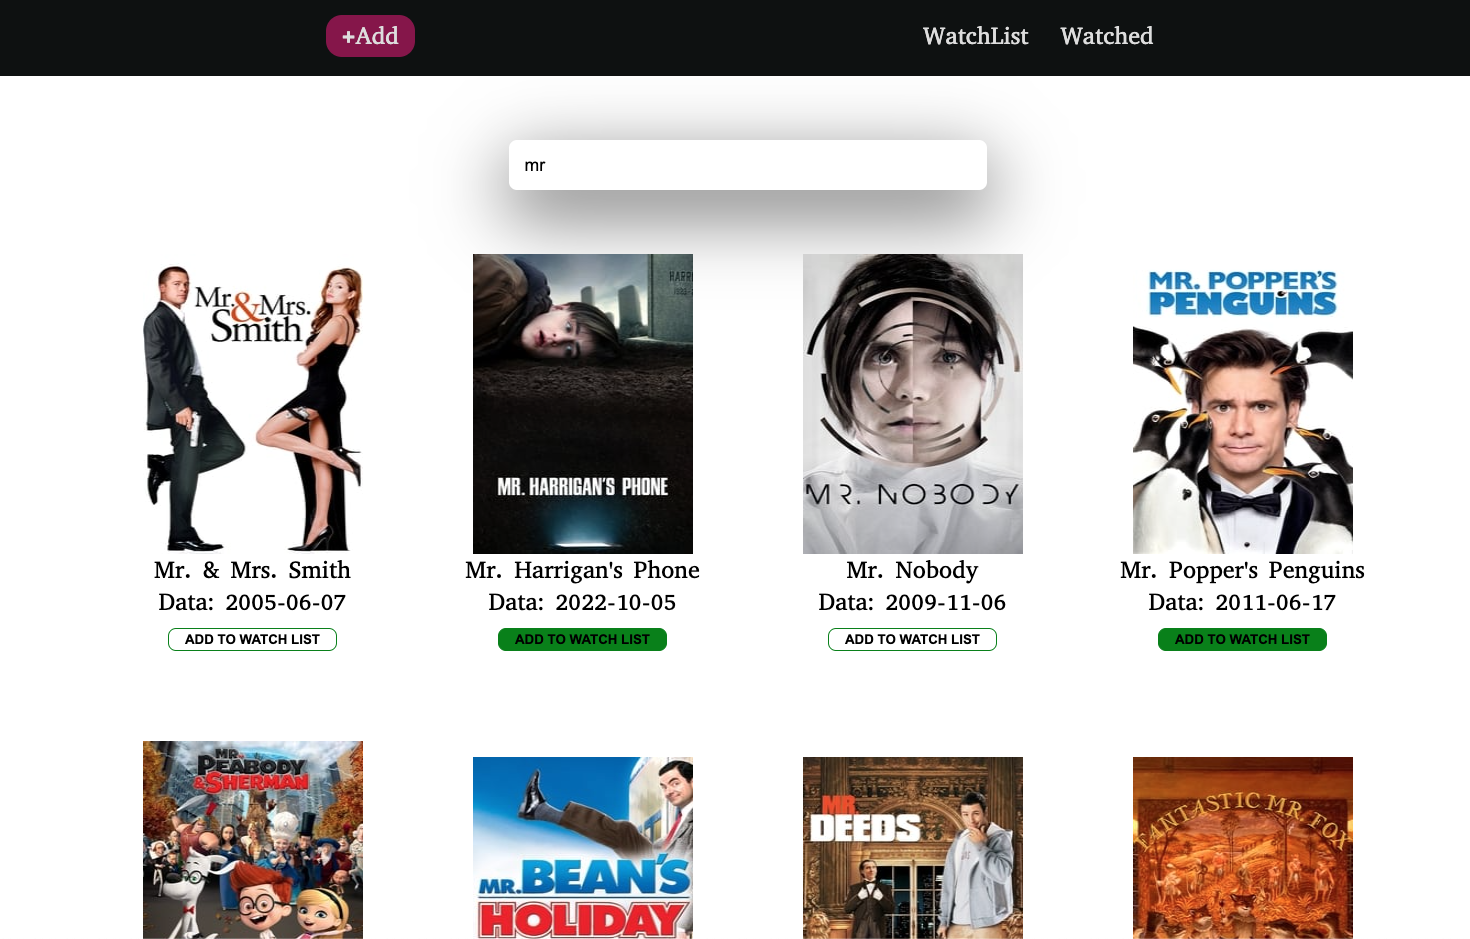 +Add
WatchList
Watched
mr
Mr. & Mrs.
Smith
MR. HARRIGAN'S PHONE
MR. NOBODY
MR. POPPER'S
PENGUINS
Mr. & Mrs. Smith
Data: 2005-06-07
ADD TO WATCH LIST
Mr. Harrigan's Phone
Data: 2022-10-05
ADD TO WATCH LIST
Mr. Nobody
Data: 2009-11-06
ADD TO WATCH LIST
Mr. Popper's Penguins
Data: 2011-06-17
ADD TO WATCH LIST
MR.
PEABODY
&SHERMAN
MR. BEAN'S
HOLIDAY
MR
DEEDS
FANTASTIC MR. FOX